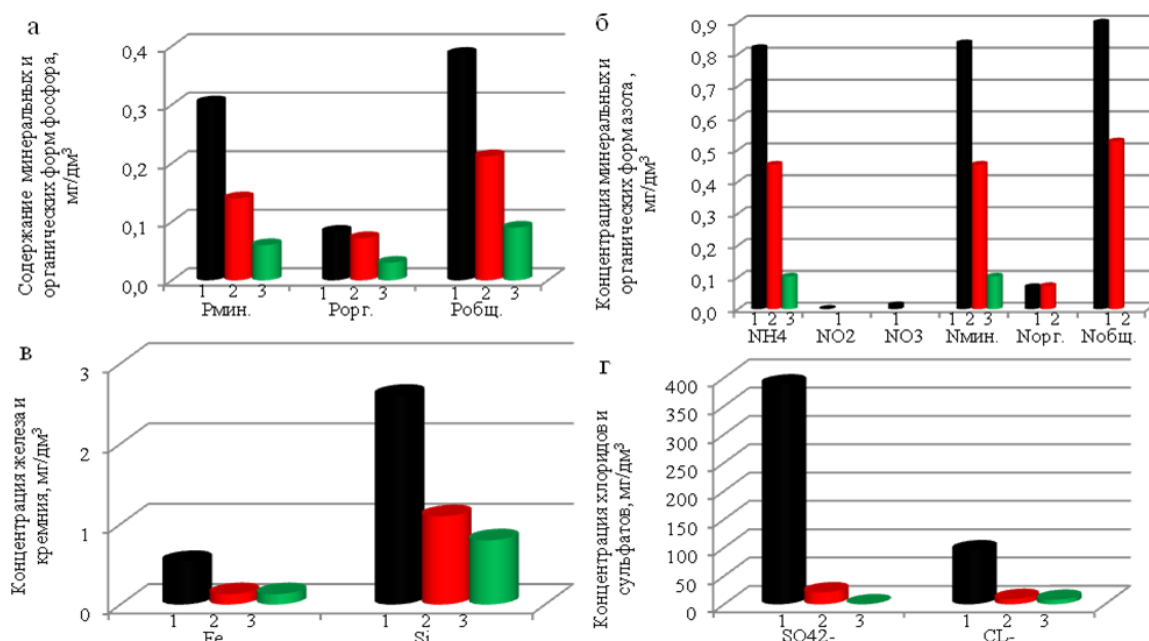 а
Содержание минеральных и
органических форм фосфора,
мг/дм³
0,4
0,3
0,2
0,1
0,0
1 2 3 1 2 3 1 2 3
Рмин. Рорг. Робщ.
б
Концентрация минеральных и
органических форм азота ,
мг/дм³
0,9
0,8
0,7
0,6
0,5
0,4
0,3
0,2
0,1
0,0
1 2 3 1 1 1 2 3 1 2 1 2
NH4 NO2 NO3 Nмин. Nорг. Nобщ.
в
Концентрация железа и
кремния, мг/дм³
3
2
1
0
1 2 3 1 2 3
Fe Si
г
Концентрация хлоридов и
сульфатов, мг/дм³
400
350
300
250
200
150
100
50
0
1 2 3 1 2 3
SO42- CL-